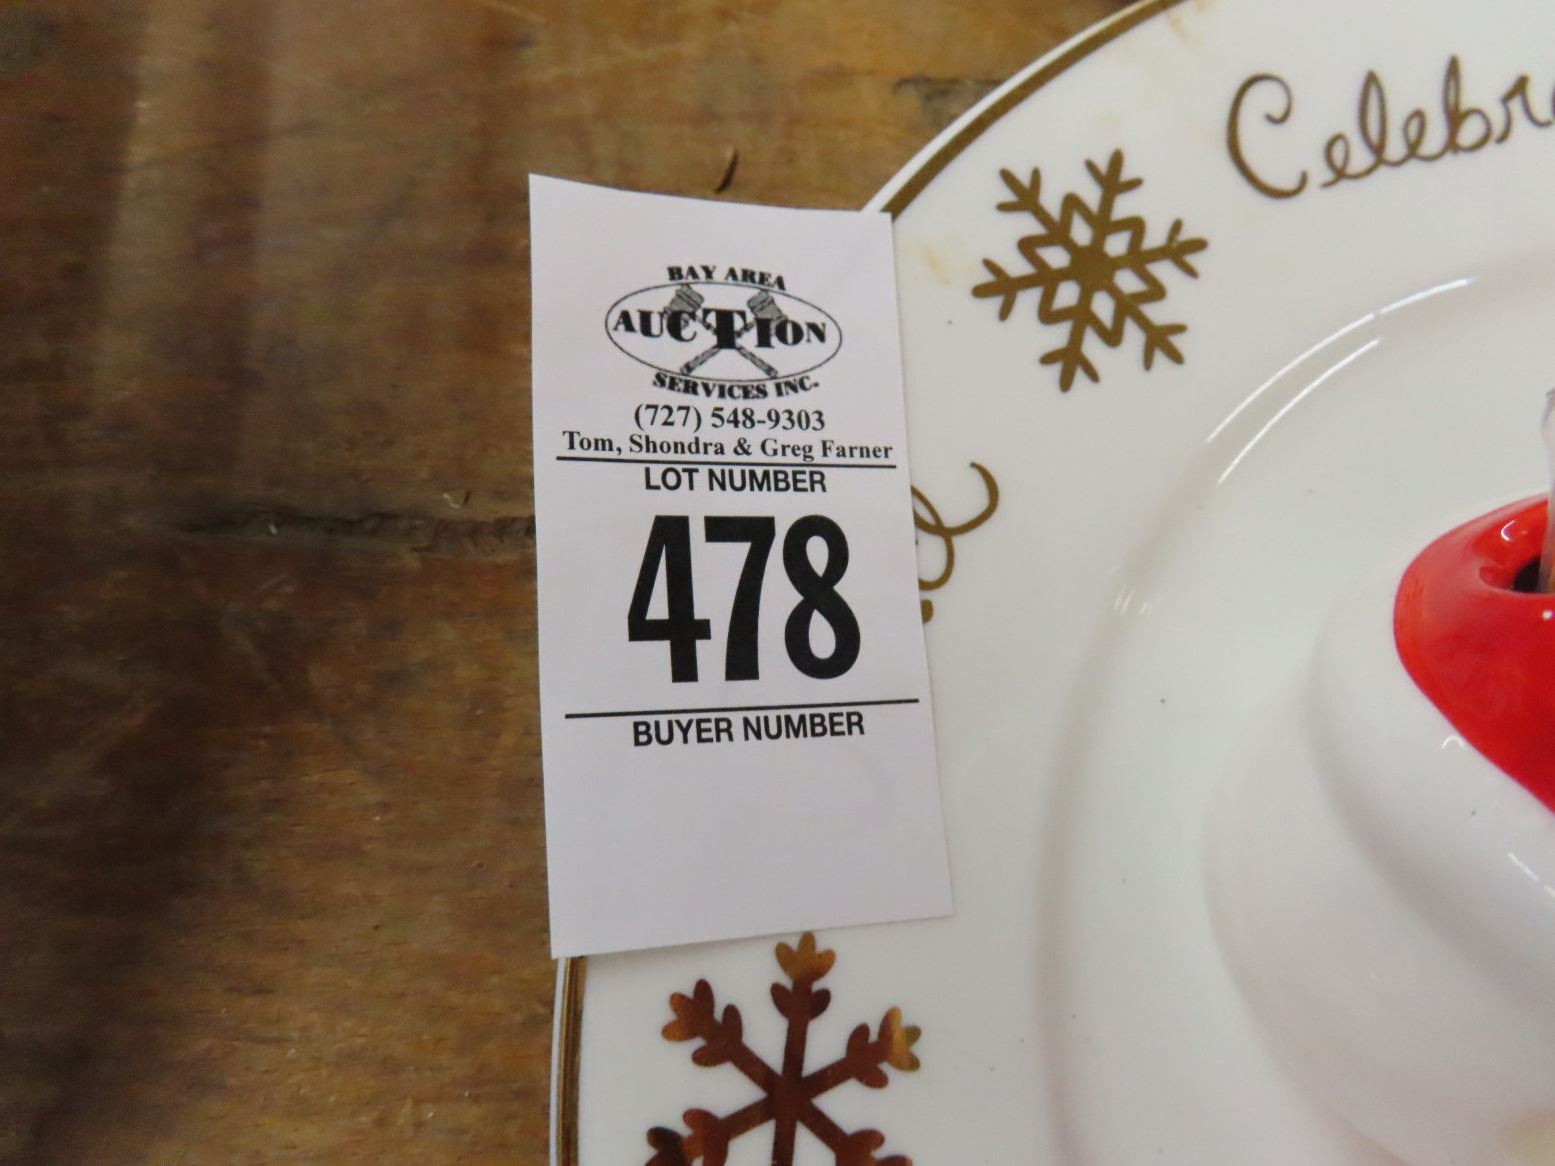 BAY AREA
AUCTION
SERVICES INC.
(727) 548-9303
Tom, Shondra & Greg Farner
LOT NUMBER
478
BUYER NUMBER